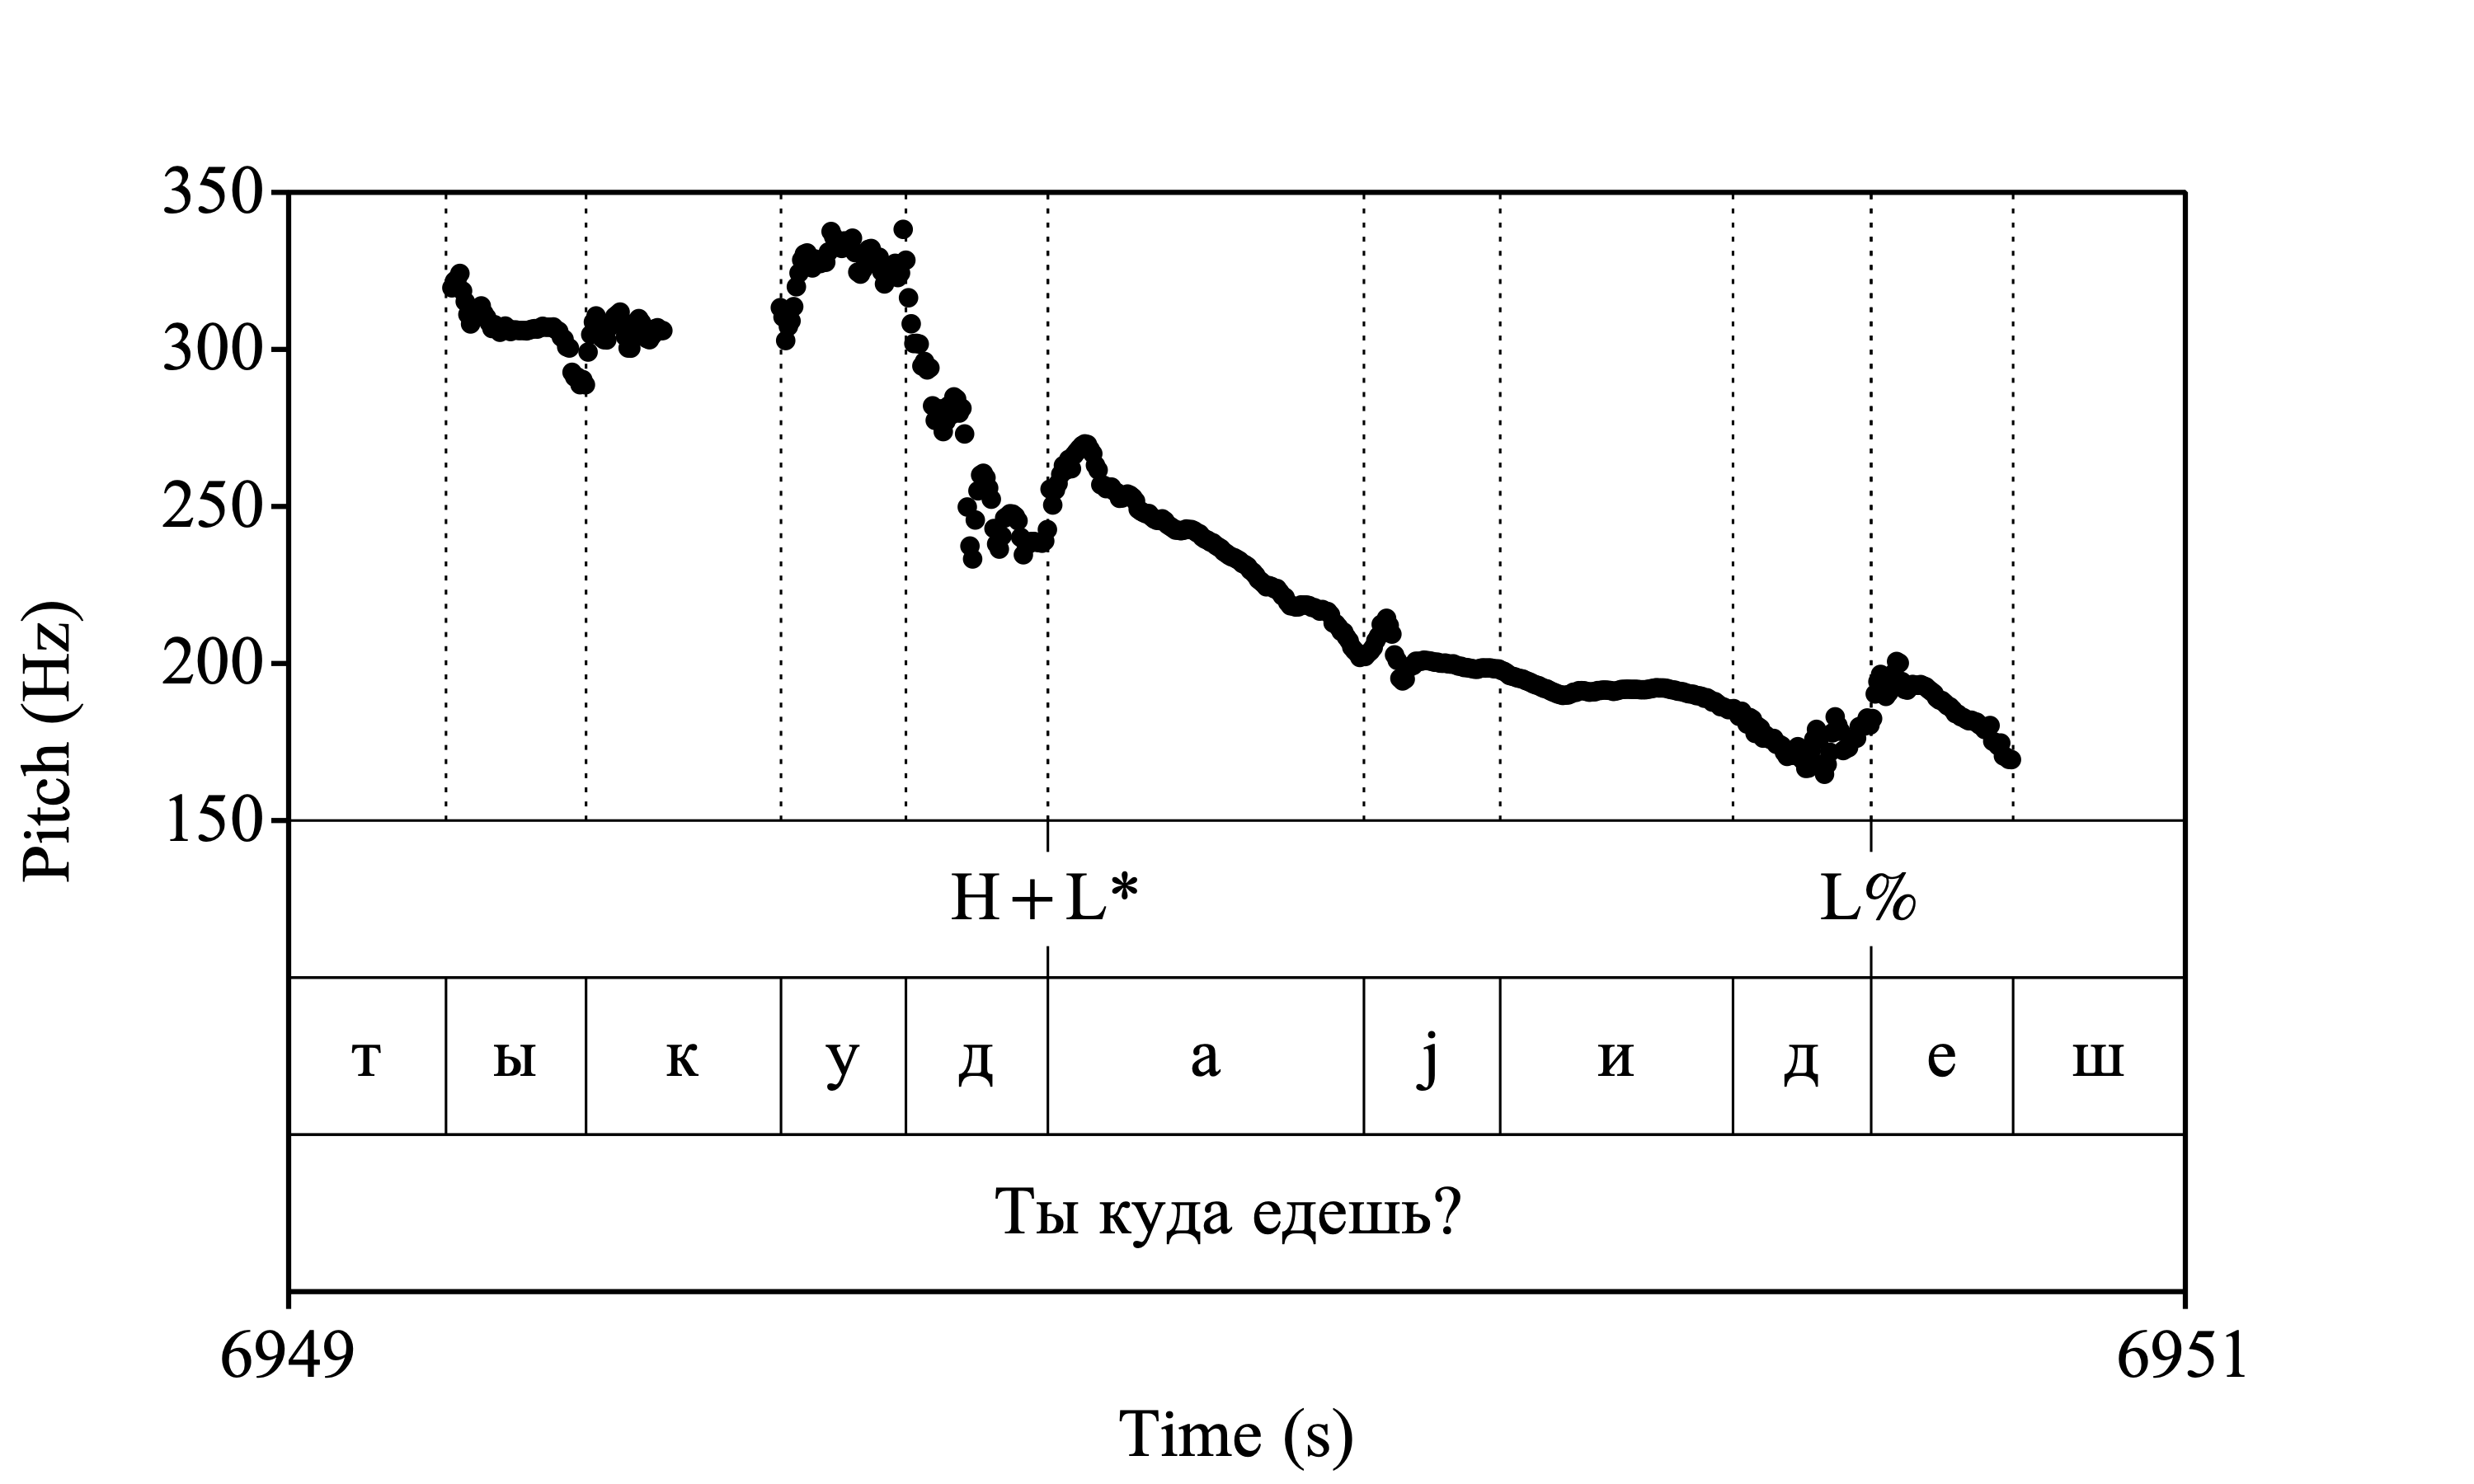 350
300
250
200
150
Pitch (Hz)
H+L* L%
т ы к у д а j и д е ш
Ты куда едешь?
6949 6951
Time (s)